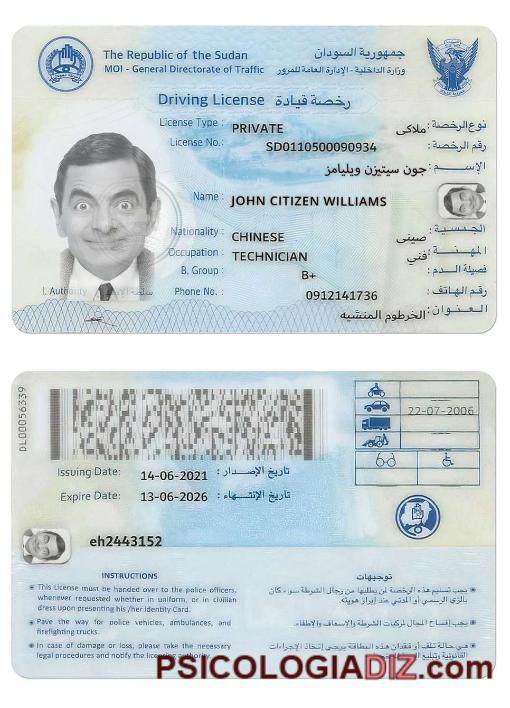 The Republic of the Sudan
جمهورية السودان
MOI - General Directorate of Traffic
وزارة الداخلية - الإدارة العامة للمرور
Driving License رخصة قيادة
License Type : PRIVATE ملاكى نوع الرخصة:
License No.: SD0110500090934 رقم الرخصة:
جون سيتيزن ويليامز الإسـم:
Name : JOHN CITIZEN WILLIAMS
Nationality : CHINESE صينى الجنسية:
Occupation : TECHNICIAN فني المهنة:
B. Group : B+ فصيلة الدم:
I. Authority
Phone No. : 0912141736 رقم الهاتف:
الخرطوم المنشيه العنوان:
DL00056339
22-07-2006
Issuing Date: 14-06-2021 تاريخ الإصدار:
Expire Date: 13-06-2026 تاريخ الإنتهاء:
eh2443152
INSTRUCTIONS
This License must be handed over to the police officers,
whenever requested whether in uniform, or in civilian
dress upon presenting his /her identity Card.
Pave the way for police vehicles, ambulances, and
firefighting trucks.
In case of damage or loss, please take the necessary
legal procedures and notify the licensing authority.
توجيهات
يجب تسليم هذه الرخصة لمن يطلبها من رجال الشرطة سواء كان
بالزي الرسمي أو المدني عند إبراز هويته.
يجب إفساح المجال لمركبات الشرطة والإسعاف والإطفاء.
في حالة تلف أو فقدان هذه البطاقة يرجى إتخاذ الإجراءات
PSICOLOGIADIZ.com